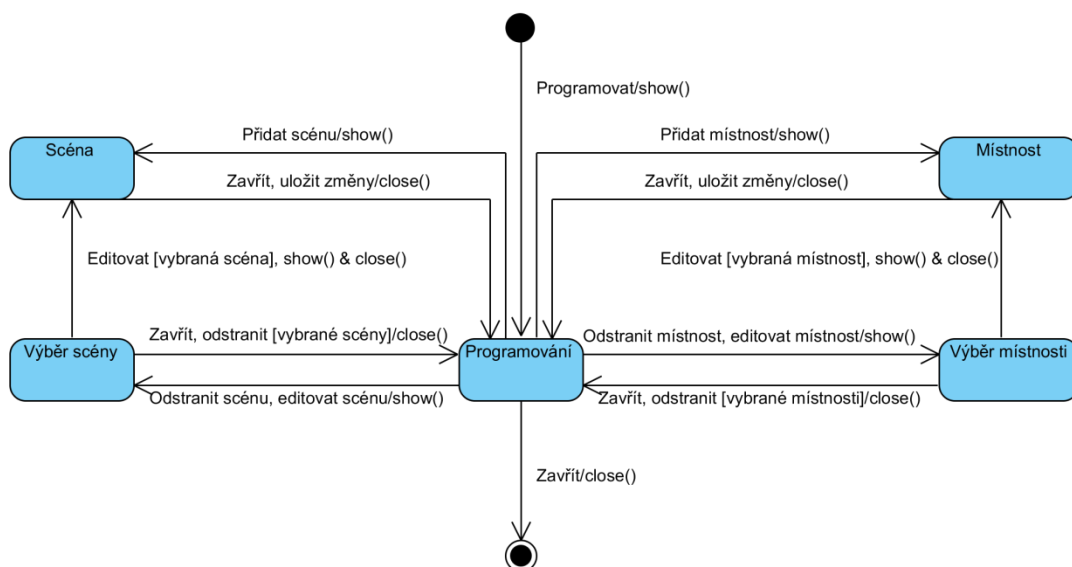 Programovat/show()
Přidat scénu/show()
Přidat místnost/show()
Scéna
Místnost
Zavřít, uložit změny/close()
Zavřít, uložit změny/close()
Editovat [vybraná scéna], show() & close()
Editovat [vybraná místnost], show() & close()
Zavřít, odstranit [vybrané scény]/close()
Odstranit místnost, editovat místnost/show()
Výběr scény
Programování
Výběr místnosti
Odstranit scénu, editovat scénu/show()
Zavřít, odstranit [vybrané místnosti]/close()
Zavřít/close()